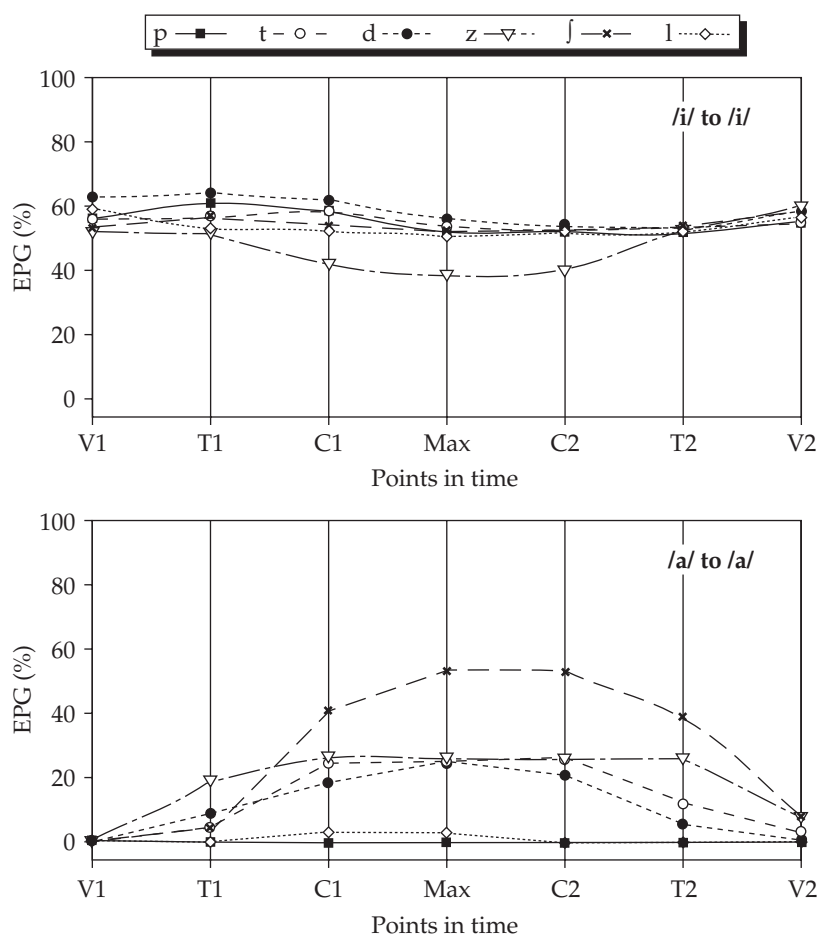 p t d z ∫ l
100
/i/ to /i/
80
60
40
20
0
EPG (%)
V1 T1 C1 Max C2 T2 V2
Points in time
100
/a/ to /a/
80
60
40
20
0
EPG (%)
V1 T1 C1 Max C2 T2 V2
Points in time